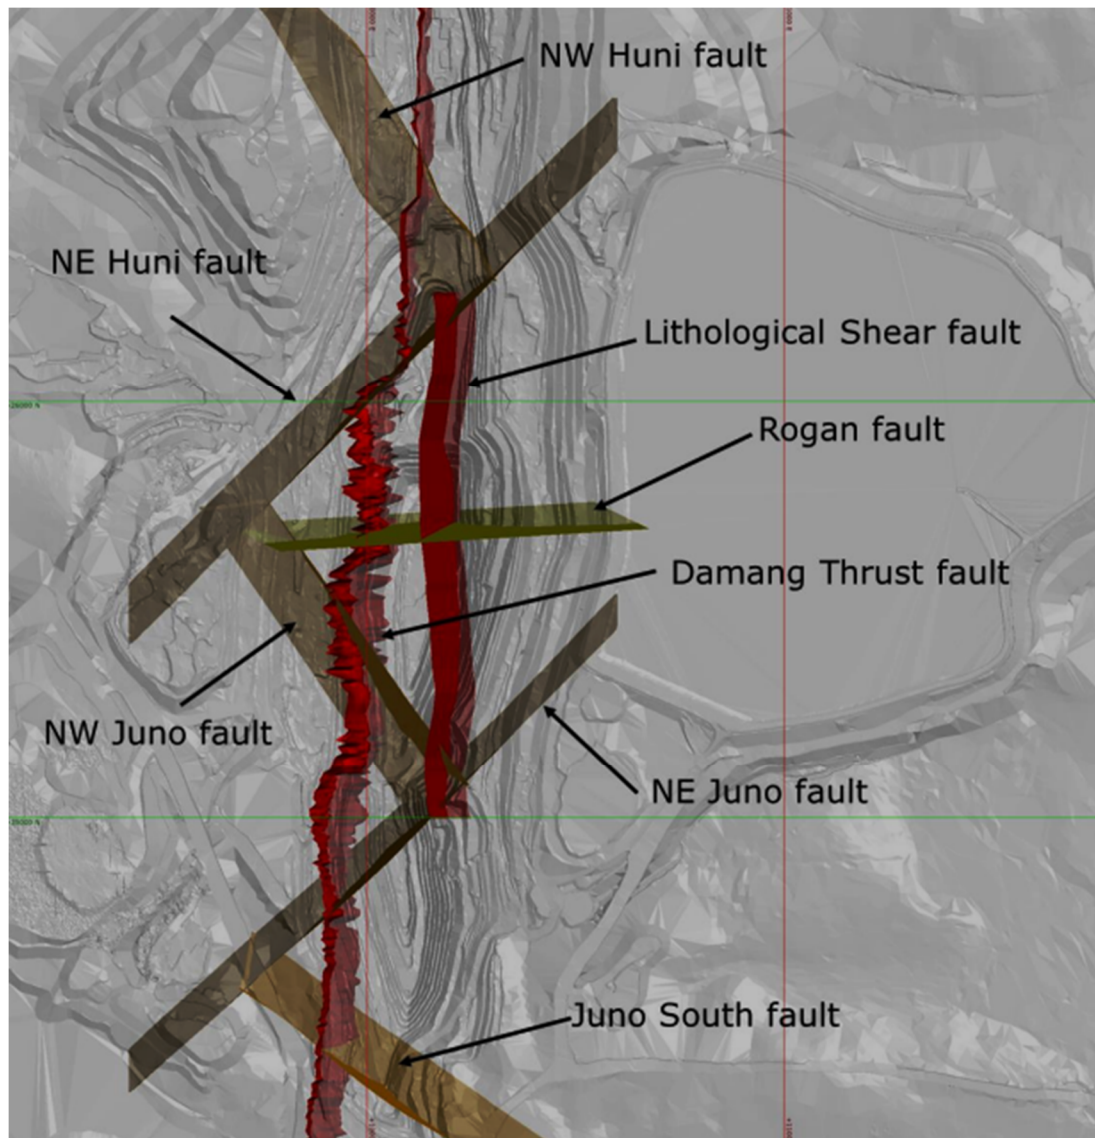 NW Huni fault
NE Huni fault
Lithological Shear fault
Rogan fault
Damang Thrust fault
NW Juno fault
NE Juno fault
Juno South fault